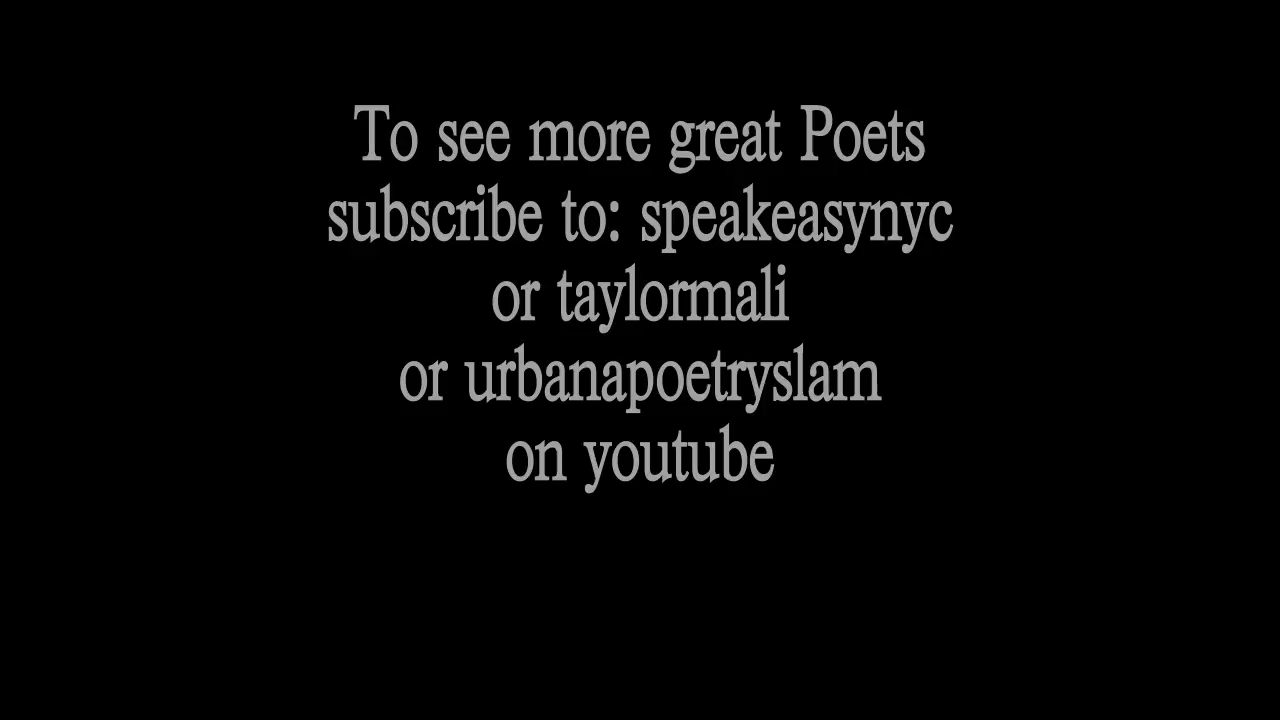 To see more great Poets
subscribe to: speakeasynyc
or taylormali
or urbanapoetryslam
on youtube